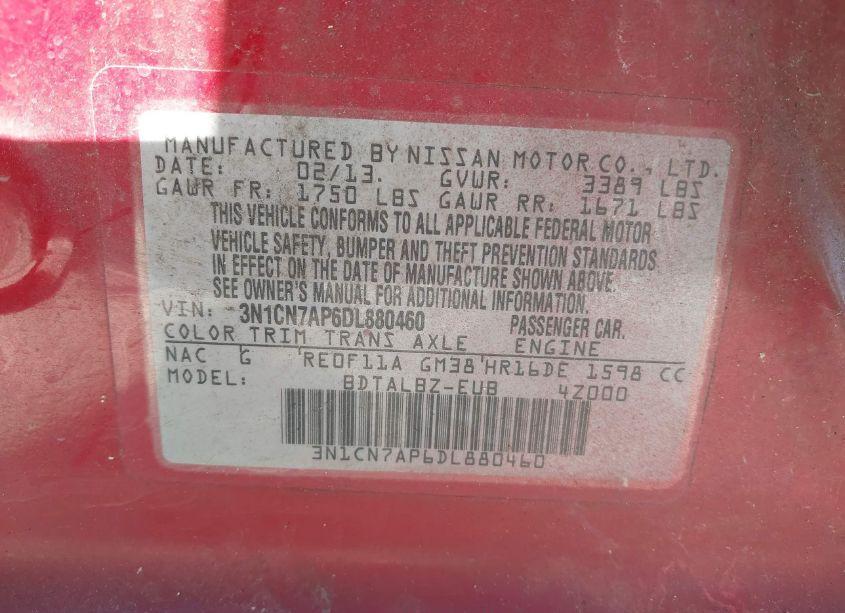 MANUFACTURED BY NISSAN MOTOR CO., LTD.
DATE: 02/13. GVWR: 3389 LBS
GAWR FR: 1750 LBS GAWR RR: 1671 LBS
THIS VEHICLE CONFORMS TO ALL APPLICABLE FEDERAL MOTOR
VEHICLE SAFETY, BUMPER AND THEFT PREVENTION STANDARDS
IN EFFECT ON THE DATE OF MANUFACTURE SHOWN ABOVE.
SEE OWNER'S MANUAL FOR ADDITIONAL INFORMATION.
VIN: 3N1CN7AP6DL880460 PASSENGER CAR.
COLOR TRIM TRANS AXLE ENGINE
NAC G REOF11A GM38 HR16DE 1598 CC
MODEL: BDTALBZ-EUB 4Z000
3N1CN7AP6DL880460